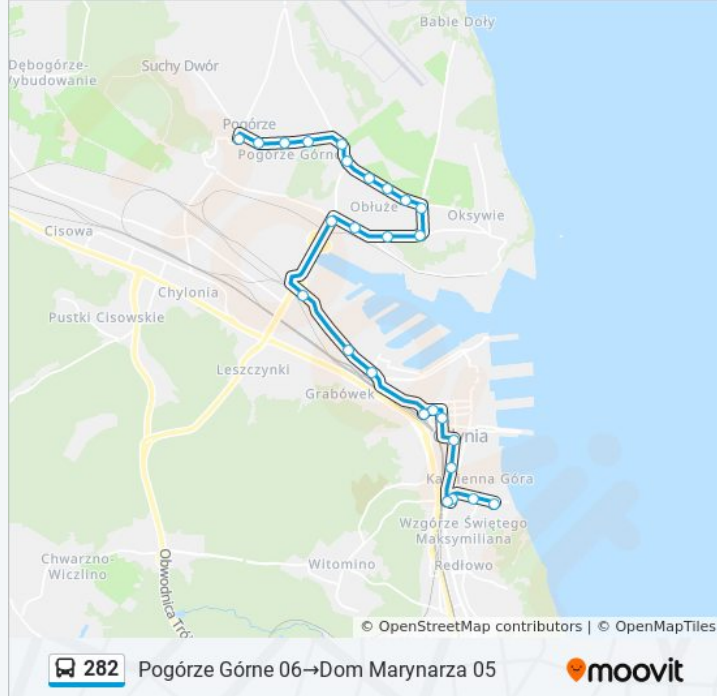 Babie Doły
Dębogórze-
Wybudowanie
Suchy Dwór
Pogórze
Pogórze Górne
Obłuże
Oksywie
Cisowa
Chylonia
Pustki Cisowskie
Leszczynki
Grabówek
Gdynia
Kamienna Góra
Wzgórze Świętego
Maksymiliana
Chwarzno-
Wiczlino
Witomino
Redłowo
Obwodnica Tró
© OpenStreetMap contributors | © OpenMapTiles
282 Pogórze Górne 06→Dom Marynarza 05
moovit